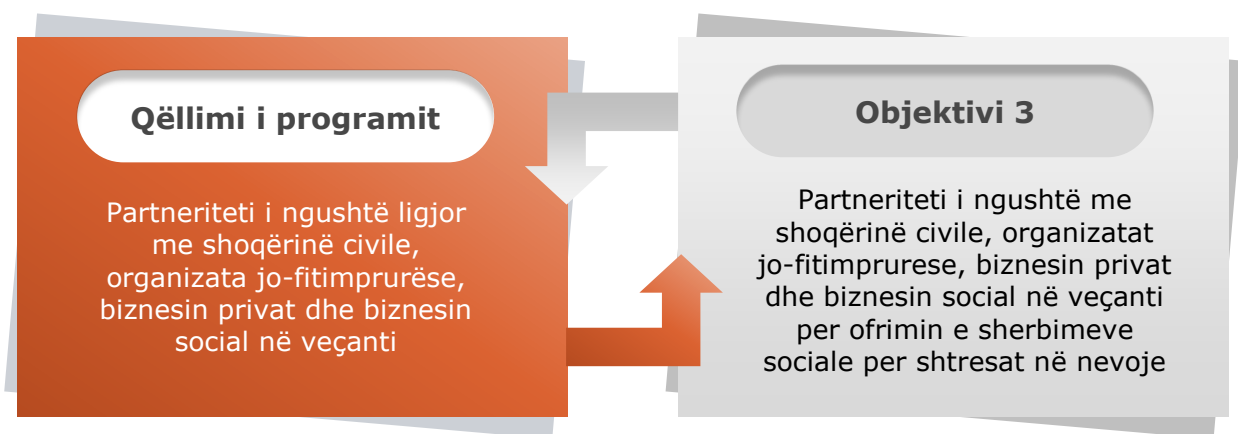 Qëllimi i programit
Partneriteti i ngushtë ligjor
me shoqërinë civile,
organizata jo-fitimprurëse,
biznesin privat dhe biznesin
social në veçanti
Objektivi 3
Partneriteti i ngushtë me
shoqërinë civile, organizatat
jo-fitimprurese, biznesin privat
dhe biznesin social në veçanti
per ofrimin e sherbimeve
sociale per shtresat në nevoje